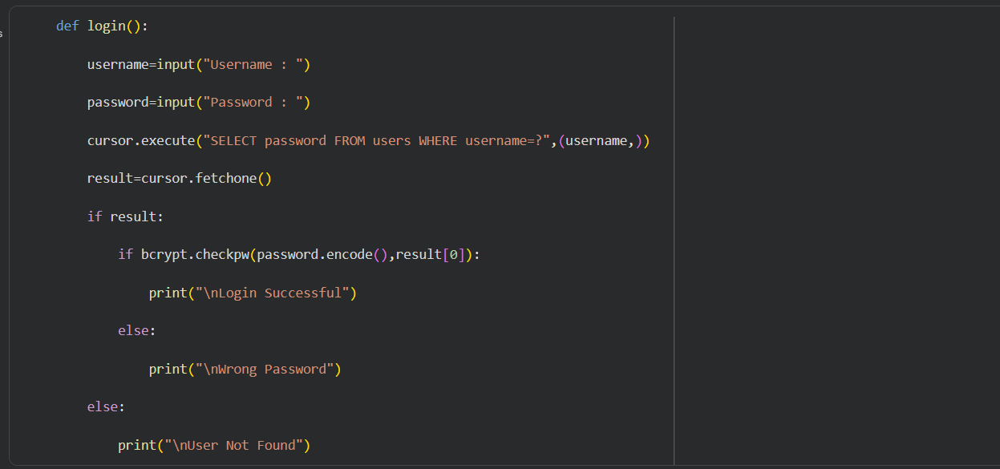 def login():
username=input("Username : ")
password=input("Password : ")
cursor.execute("SELECT password FROM users WHERE username=?",(username,))
result=cursor.fetchone()
if result:
if bcrypt.checkpw(password.encode(),result[0]):
print("\nLogin Successful")
else:
print("\nWrong Password")
else:
print("\nUser Not Found")